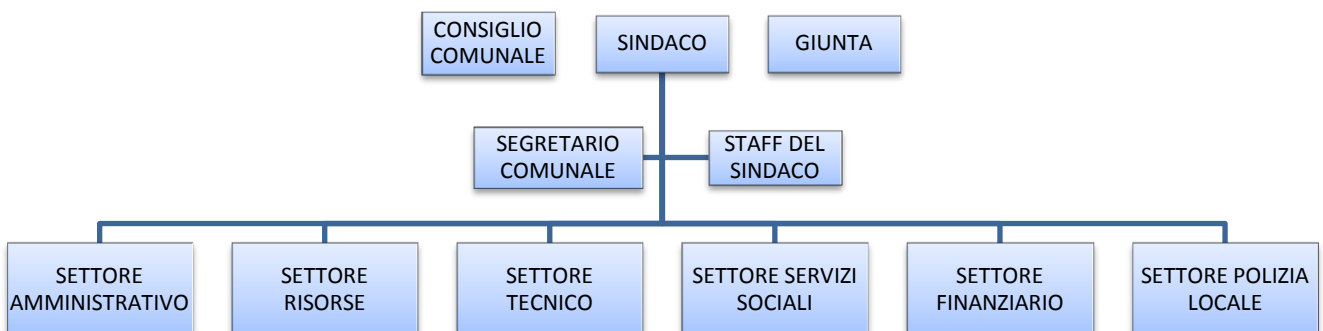 CONSIGLIO
COMUNALE
SINDACO
GIUNTA
SEGRETARIO
COMUNALE
STAFF DEL
SINDACO
SETTORE
AMMINISTRATIVO
SETTORE
RISORSE
SETTORE
TECNICO
SETTORE SERVIZI
SOCIALI
SETTORE
FINANZIARIO
SETTORE POLIZIA
LOCALE